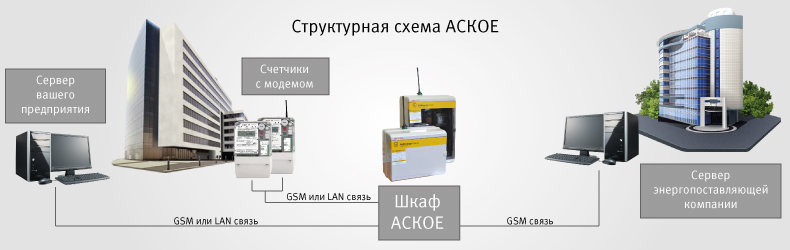 Структурная схема АСКОЕ
Сервер
вашего
предприятия
Счетчики
с модемом
GSM или LAN связь
GSM или LAN связь
Шкаф
АСКОЕ
GSM связь
Сервер
энергопоставляющей
компании